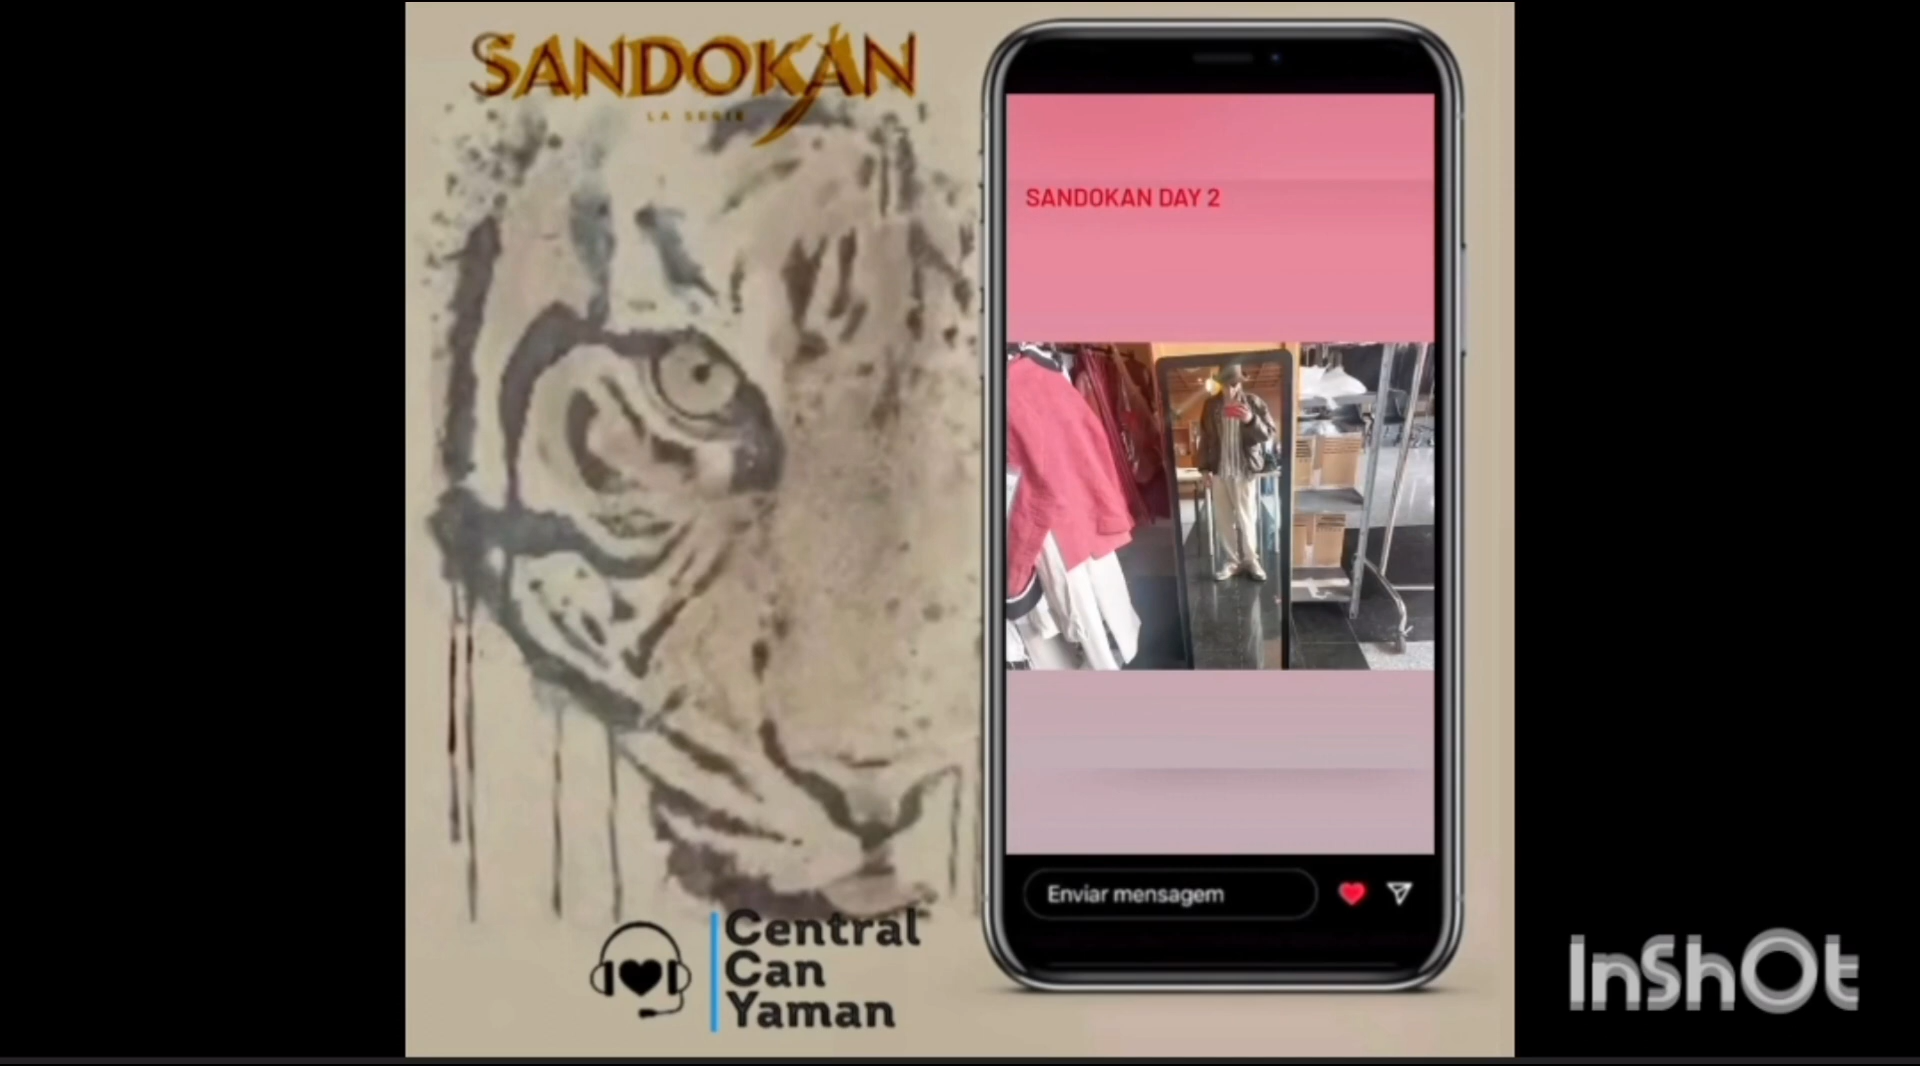 SANDOKAN
LA SERIE
SANDOKAN DAY 2
Enviar mensagem
Central
Can
Yaman
InShOt